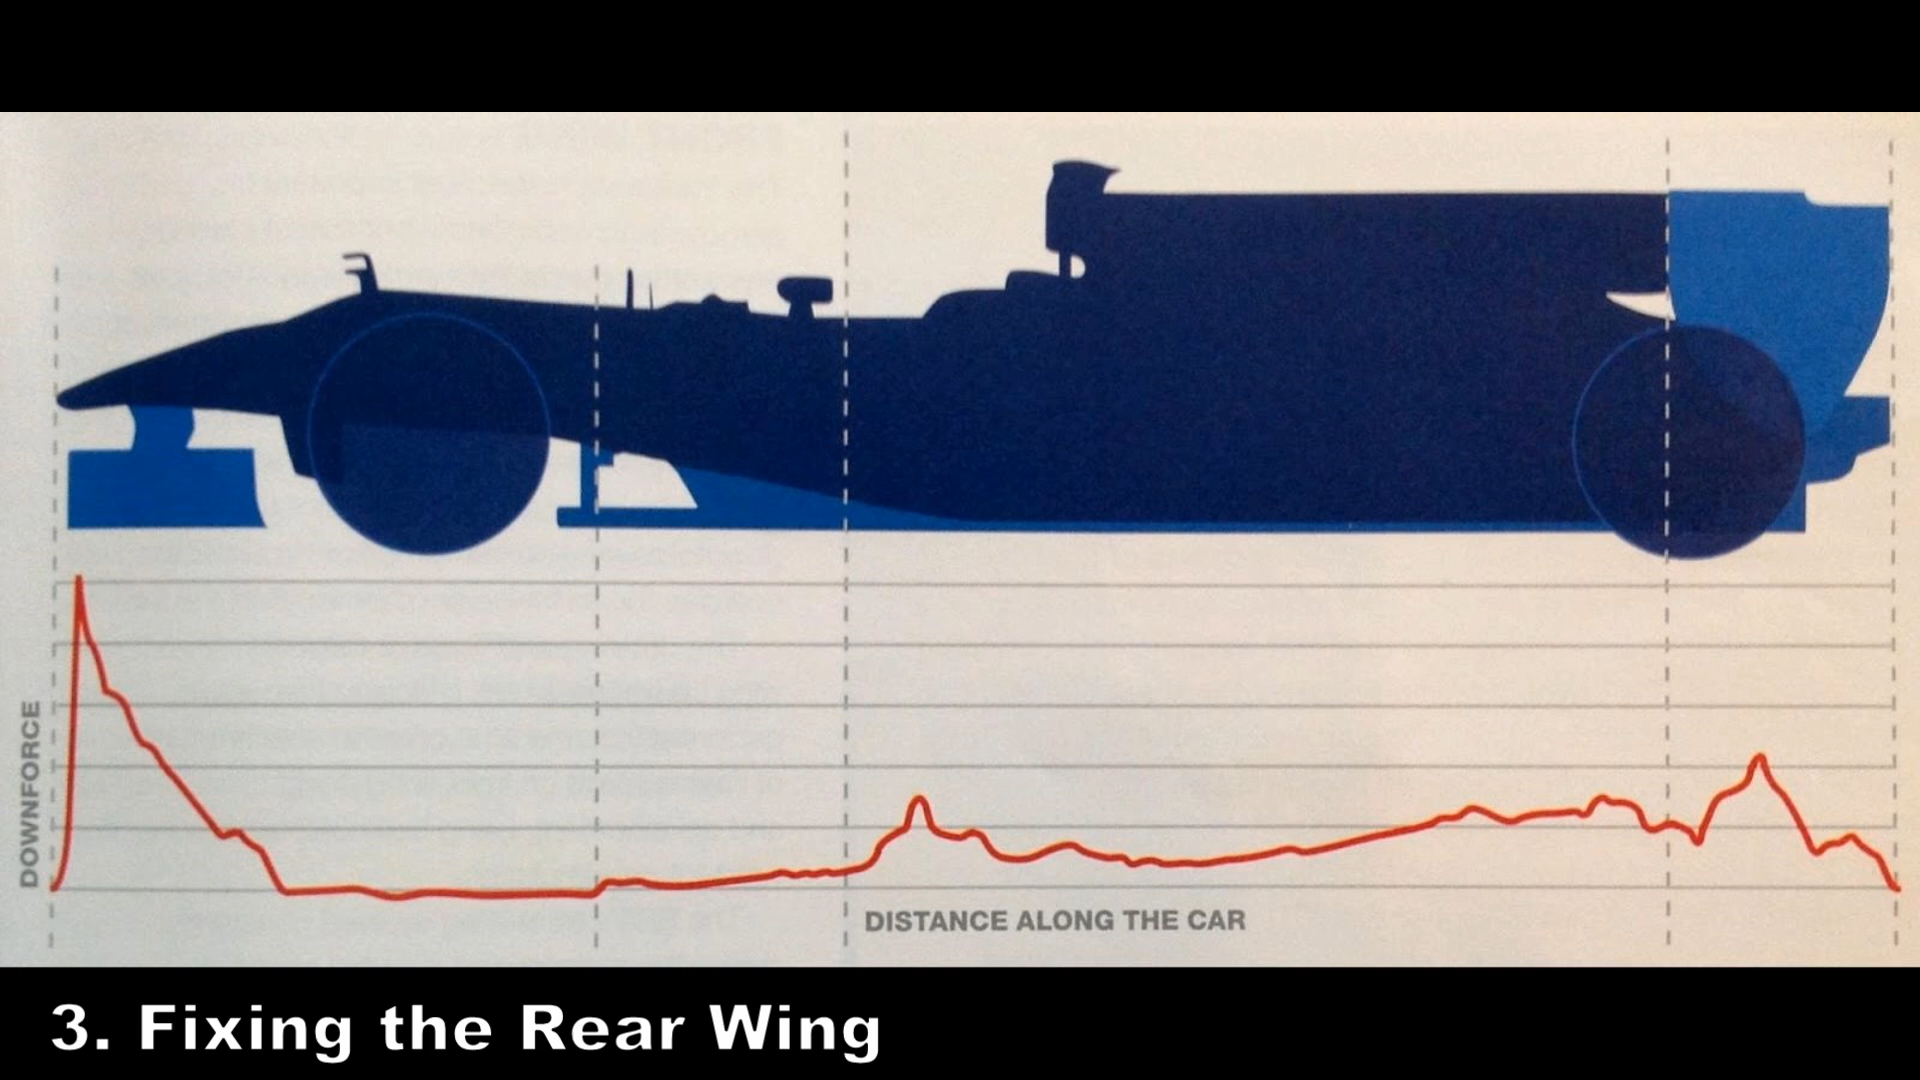 DOWNFORCE
DISTANCE ALONG THE CAR
3. Fixing the Rear Wing